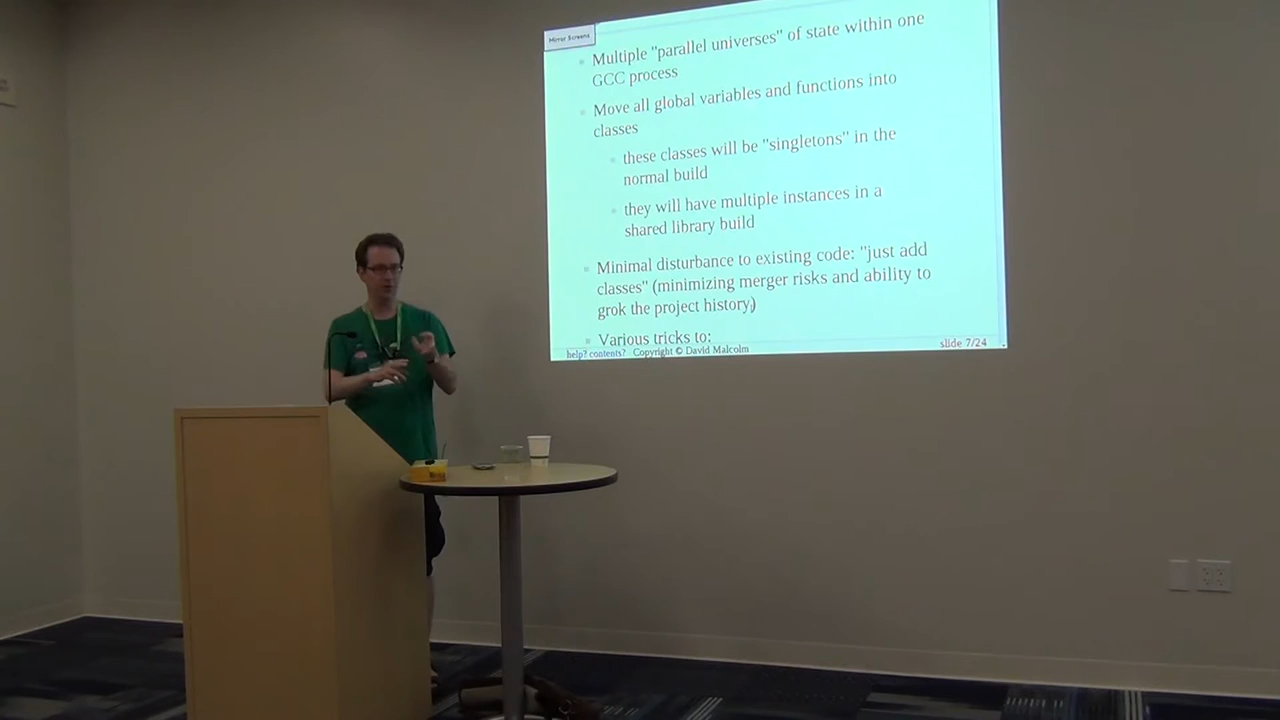 Mirror Screens
Multiple "parallel universes" of state within one
GCC process
Move all global variables and functions into
classes
these classes will be "singletons" in the
normal build
they will have multiple instances in a
shared library build
Minimal disturbance to existing code: "just add
classes" (minimizing merger risks and ability to
grok the project history)
Various tricks to:
help? contents? Copyright © David Malcolm
slide 7/24